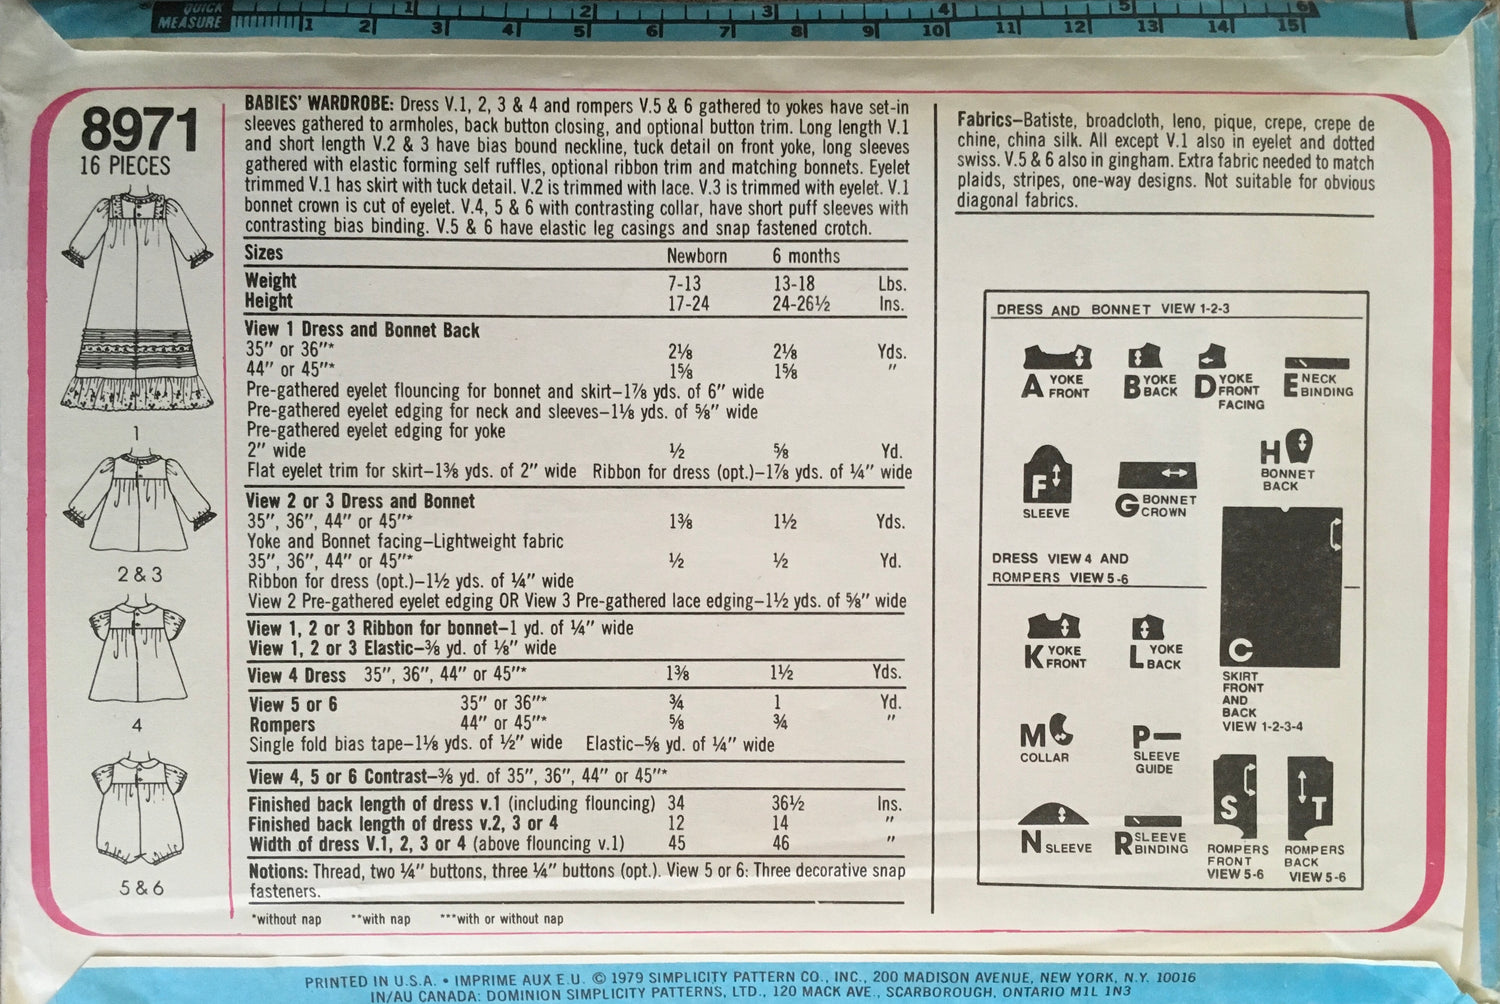 QUICK
MEASURE
1 2 3 4 5 6
1 2 3 4 5 6 7 8 9 10 11 12 13 14 15
8971
16 PIECES
1
2 & 3
4
5 & 6
BABIES' WARDROBE: Dress V.1, 2, 3 & 4 and rompers V.5 & 6 gathered to yokes have set-in
sleeves gathered to armholes, back button closing, and optional button trim. Long length V.1
and short length V.2 & 3 have bias bound neckline, tuck detail on front yoke, long sleeves
gathered with elastic forming self ruffles, optional ribbon trim and matching bonnets. Eyelet
trimmed V.1 has skirt with tuck detail. V.2 is trimmed with lace. V.3 is trimmed with eyelet. V.1
bonnet crown is cut of eyelet. V.4, 5 & 6 with contrasting collar, have short puff sleeves with
contrasting bias binding. V.5 & 6 have elastic leg casings and snap fastened crotch.
Sizes Newborn 6 months
Weight 7-13 13-18 Lbs.
Height 17-24 24-26½ Ins.
View 1 Dress and Bonnet Back
35" or 36"* 2⅛ 2⅛ Yds.
44" or 45"* 1⅝ 1⅝ "
Pre-gathered eyelet flouncing for bonnet and skirt–1⅞ yds. of 6" wide
Pre-gathered eyelet edging for neck and sleeves–1⅛ yds. of ⅝" wide
Pre-gathered eyelet edging for yoke
2" wide ½ ⅝ Yd.
Flat eyelet trim for skirt–1⅜ yds. of 2" wide Ribbon for dress (opt.)–1⅞ yds. of ¼" wide
View 2 or 3 Dress and Bonnet
35", 36", 44" or 45"* 1⅜ 1½ Yds.
Yoke and Bonnet facing–Lightweight fabric
35", 36", 44" or 45"* ½ ½ Yd.
Ribbon for dress (opt.)–1½ yds. of ¼" wide
View 2 Pre-gathered eyelet edging OR View 3 Pre-gathered lace edging–1½ yds. of ⅝" wide
View 1, 2 or 3 Ribbon for bonnet–1 yd. of ¼" wide
View 1, 2 or 3 Elastic–⅜ yd. of ⅛" wide
View 4 Dress 35", 36", 44" or 45"* 1⅜ 1½ Yds.
View 5 or 6 35" or 36"* ¾ 1 Yd.
Rompers 44" or 45"* ⅝ ¾ "
Single fold bias tape–1⅛ yds. of ½" wide Elastic–⅝ yd. of ¼" wide
View 4, 5 or 6 Contrast–⅜ yd. of 35", 36", 44" or 45"*
Finished back length of dress v.1 (including flouncing) 34 36½ Ins.
Finished back length of dress v.2, 3 or 4 12 14 "
Width of dress V.1, 2, 3 or 4 (above flouncing v.1) 45 46 "
Notions: Thread, two ¼" buttons, three ¼" buttons (opt.). View 5 or 6: Three decorative snap
fasteners.
*without nap **with nap ***with or without nap
Fabrics–Batiste, broadcloth, leno, pique, crepe, crepe de
chine, china silk. All except V.1 also in eyelet and dotted
swiss. V.5 & 6 also in gingham. Extra fabric needed to match
plaids, stripes, one-way designs. Not suitable for obvious
diagonal fabrics.
DRESS AND BONNET VIEW 1-2-3
A YOKE FRONT
B YOKE BACK
D YOKE FRONT FACING
E NECK BINDING
F
SLEEVE
G BONNET CROWN
H
BONNET
BACK
C
SKIRT
FRONT
AND
BACK
VIEW 1-2-3-4
DRESS VIEW 4 AND
ROMPERS VIEW 5-6
K YOKE FRONT
L YOKE BACK
M
COLLAR
P
SLEEVE
GUIDE
N SLEEVE
R SLEEVE BINDING
S
ROMPERS
FRONT
VIEW 5-6
T
ROMPERS
BACK
VIEW 5-6
PRINTED IN U.S.A. • IMPRIME AUX E.U. © 1979 SIMPLICITY PATTERN CO., INC., 200 MADISON AVENUE, NEW YORK, N.Y. 10016
IN/AU CANADA: DOMINION SIMPLICITY PATTERNS, LTD., 120 MACK AVE., SCARBOROUGH, ONTARIO M1L 1N3